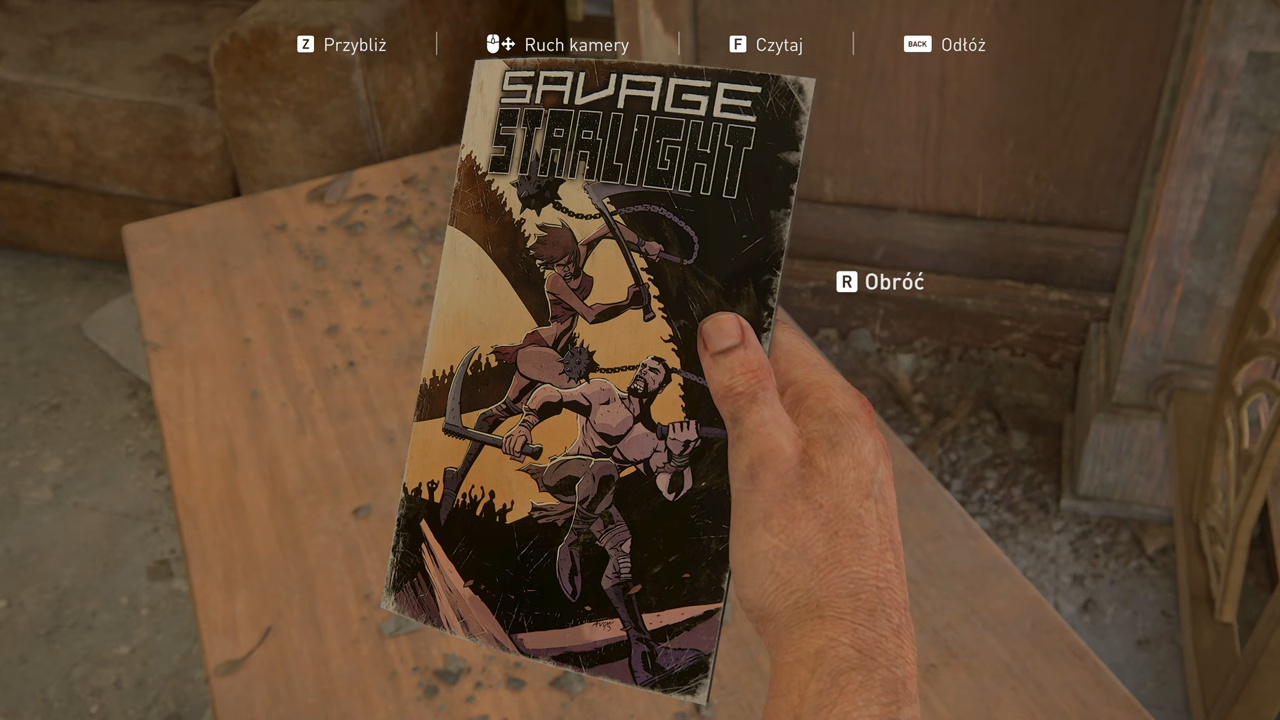 Z Przybliż
Ruch kamery
F Czytaj
BACK Odłóż
SAVAGE
STARLIGHT
R Obróć